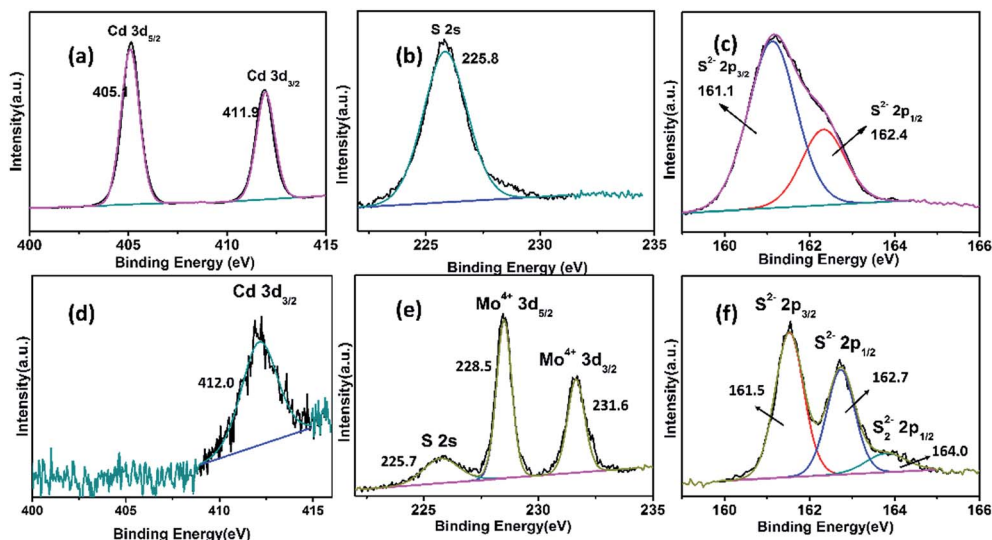 (a)
Cd 3d5/2
405.1
Cd 3d3/2
411.9
Intensity(a.u.)
400 405 410 415
Binding Energy (eV)
(b)
S 2s
225.8
Intensity(a.u.)
225 230 235
Binding Energy (eV)
(c)
S2- 2p3/2
161.1
S2- 2p1/2
162.4
Intensity(a.u.)
160 162 164 166
Binding Energy (eV)
(d)
Cd 3d3/2
412.0
Intensity(a.u.)
400 405 410 415
Binding Energy(eV)
(e)
Mo4+ 3d5/2
228.5
Mo4+ 3d3/2
231.6
S 2s
225.7
Intensity(a.u.)
225 230 235
Binding Energy(eV)
(f)
S2- 2p3/2
161.5
S2- 2p1/2
162.7
S22- 2p1/2
164.0
Intensity(a.u.)
160 162 164 166
Binding Energy(eV)